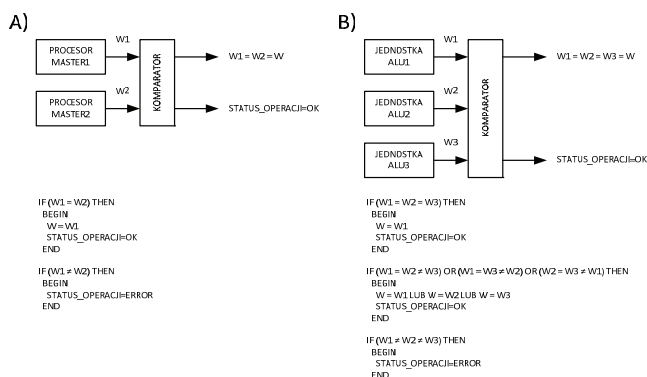 A)
PROCESOR
MASTER1
W1
PROCESOR
MASTER2
W2
KOMPARATOR
W1 = W2 = W
STATUS_OPERACJI=OK
IF (W1 = W2) THEN
BEGIN
W = W1
STATUS_OPERACJI=OK
END
IF (W1 ≠ W2) THEN
BEGIN
STATUS_OPERACJI=ERROR
END
B)
JEDNDSTKA
ALU1
W1
JEDNDSTKA
ALU2
W2
JEDNDSTKA
ALU3
W3
KOMPARATOR
W1 = W2 = W3 = W
STATUS_OPERACJI=OK
IF (W1 = W2 = W3) THEN
BEGIN
W = W1
STATUS_OPERACJI=OK
END
IF (W1 = W2 ≠ W3) OR (W1 = W3 ≠ W2) OR (W2 = W3 ≠ W1) THEN
BEGIN
W = W1 LUB W = W2 LUB W = W3
STATUS_OPERACJI=OK
END
IF (W1 ≠ W2 ≠ W3) THEN
BEGIN
STATUS_OPERACJI=ERROR
END